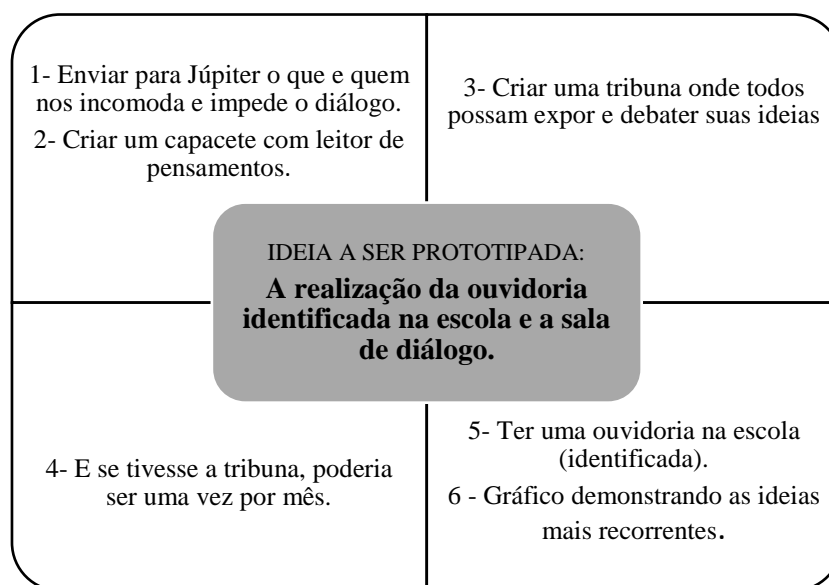 1- Enviar para Júpiter o que e quem
nos incomoda e impede o diálogo.
2- Criar um capacete com leitor de
pensamentos.
3- Criar uma tribuna onde todos
possam expor e debater suas ideias
IDEIA A SER PROTOTIPADA:
A realização da ouvidoria
identificada na escola e a sala
de diálogo.
4- E se tivesse a tribuna, poderia
ser uma vez por mês.
5- Ter uma ouvidoria na escola
(identificada).
6 - Gráfico demonstrando as ideias
mais recorrentes.